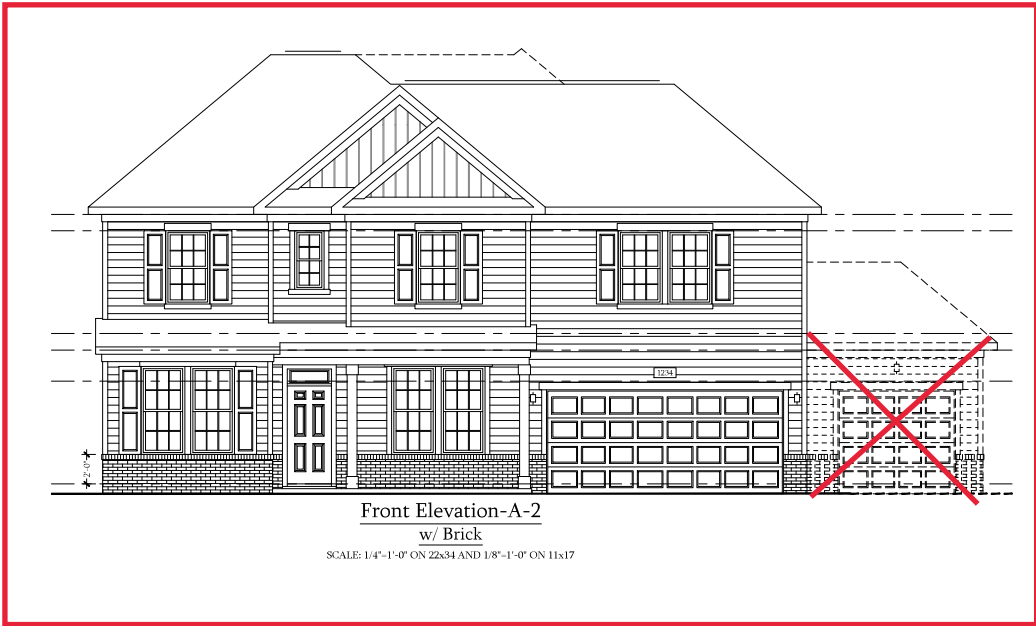 1234
2'-0"
Front Elevation-A-2
w/ Brick
SCALE: 1/4"–1'-0" ON 22x34 AND 1/8"–1'-0" ON 11x17